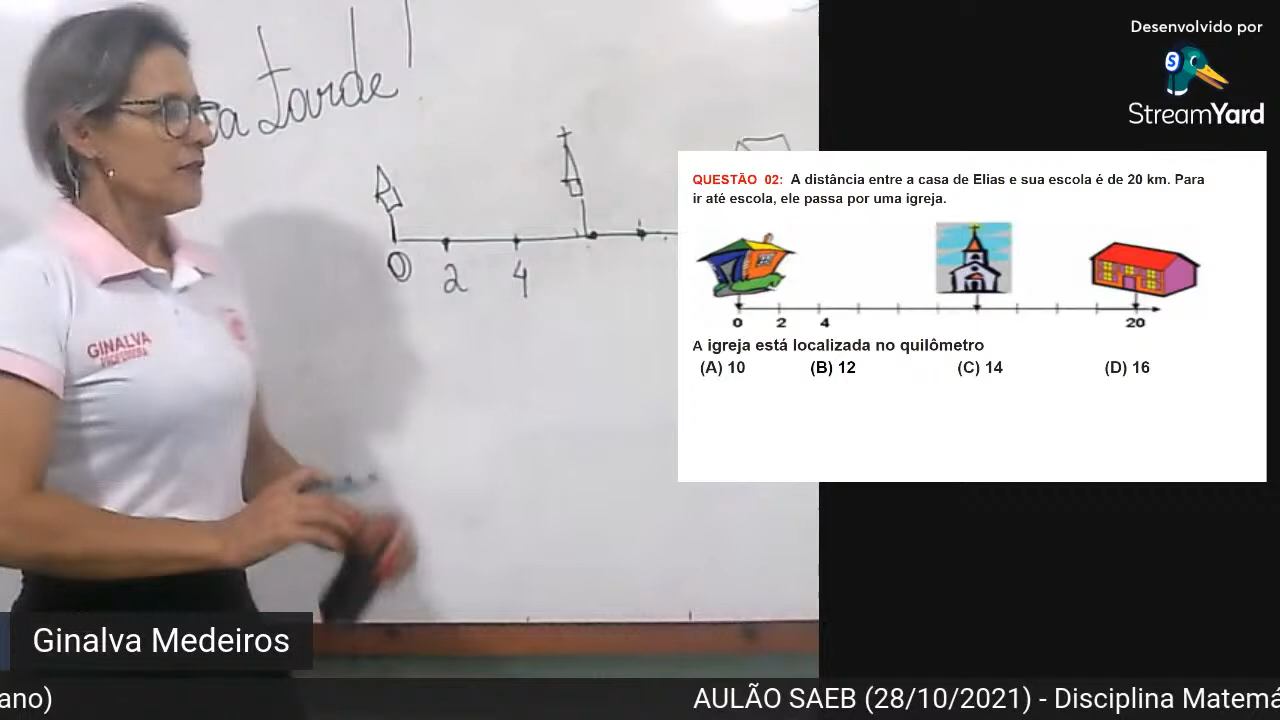 Desenvolvido por
StreamYard
a tarde!
0 2 4
GINALVA
PROFESSORA
QUESTÃO 02: A distância entre a casa de Elias e sua escola é de 20 km. Para
ir até escola, ele passa por uma igreja.
0 2 4 20
A igreja está localizada no quilômetro
(A) 10 (B) 12 (C) 14 (D) 16
Ginalva Medeiros
ano) AULÃO SAEB (28/10/2021) - Disciplina Matemá